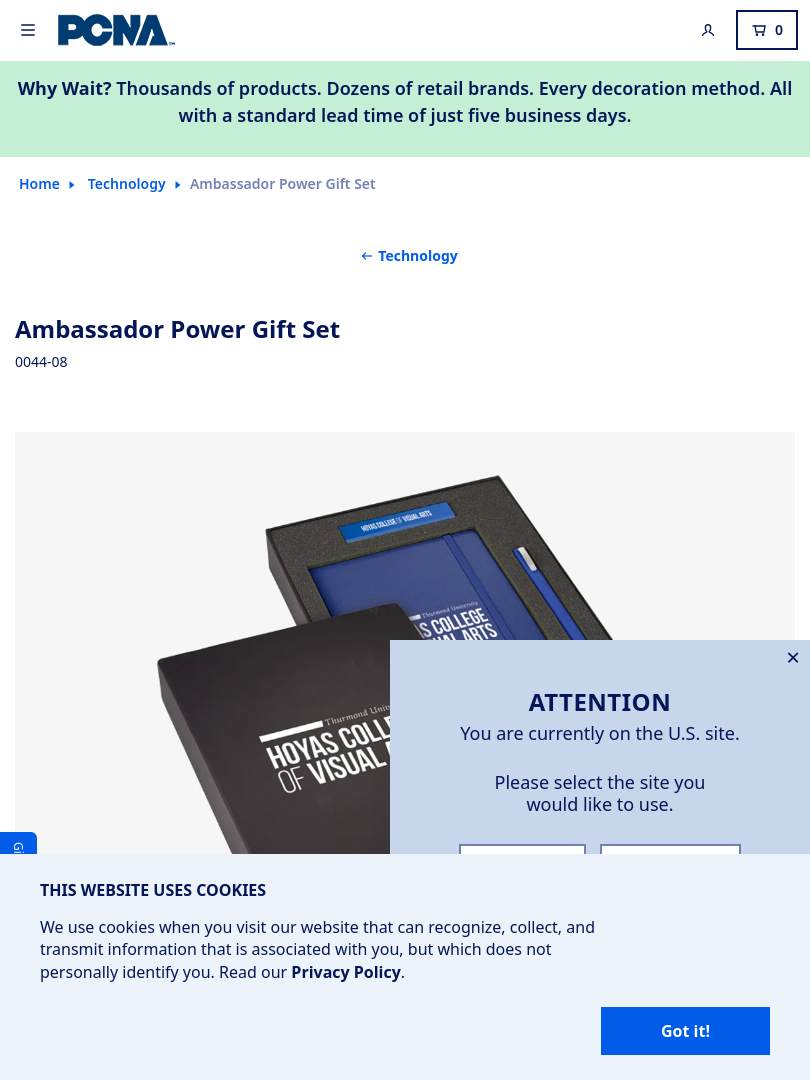 PCNA
0
Why Wait? Thousands of products. Dozens of retail brands. Every decoration method. All
with a standard lead time of just five business days.
Home Technology Ambassador Power Gift Set
← Technology
Ambassador Power Gift Set
0044-08
HOYAS COLLEGE OF VISUAL ARTS
Thurmond University
COLLEGE
ARTS
Thurmond
HOYAS
OF VISUAL
ATTENTION
You are currently on the U.S. site.
Please select the site you
would like to use.
THIS WEBSITE USES COOKIES
We use cookies when you visit our website that can recognize, collect, and
transmit information that is associated with you, but which does not
personally identify you. Read our Privacy Policy.
Got it!